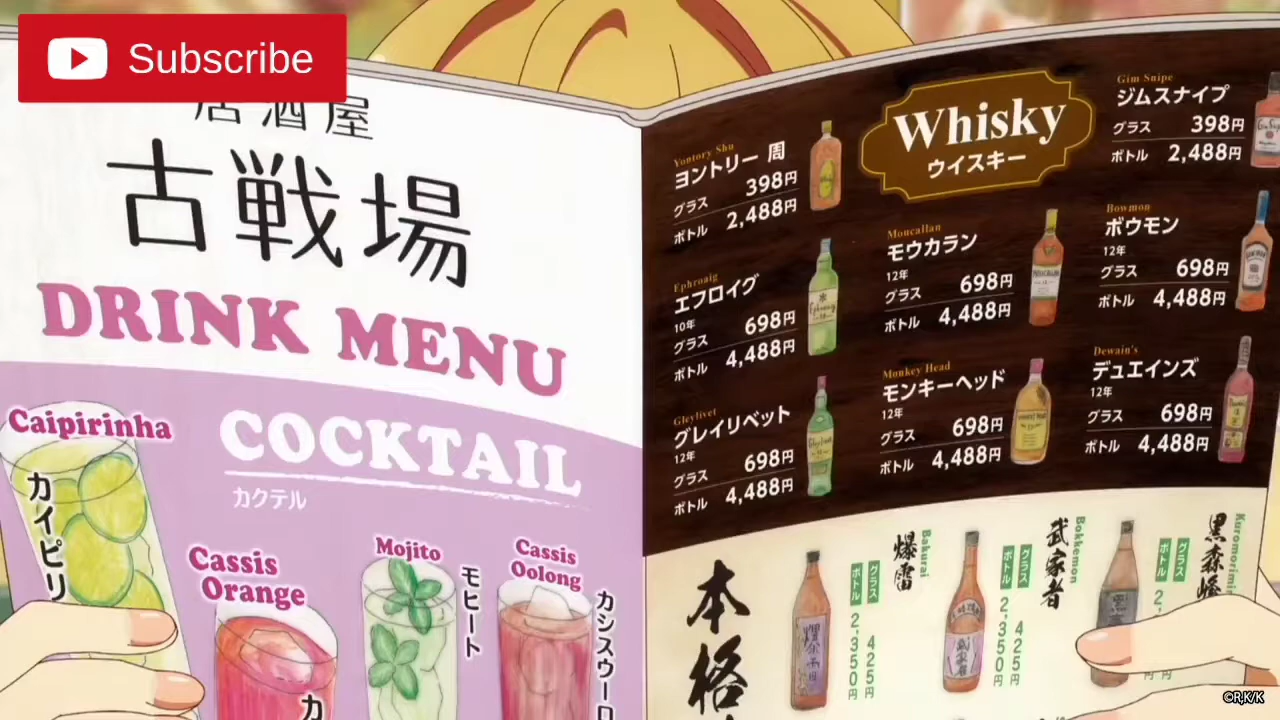 Subscribe
居酒屋
古戦場
DRINK MENU
COCKTAIL
カクテル
Caipirinha
カイピリ
Cassis
Orange
カ
Mojito
モヒート
Cassis
Oolong
カシスウーロ
Whisky
ウイスキー
Yontory Shu
ヨントリー 周
グラス 398円
ボトル 2,488円
Ephroaig
エフロイグ
10年
グラス 698円
ボトル 4,488円
Gleylivet
グレイリベット
12年
グラス 698円
ボトル 4,488円
Moucallan
モウカラン
12年
グラス 698円
ボトル 4,488円
Monkey Head
モンキーヘッド
12年
グラス 698円
ボトル 4,488円
Gim Snipe
ジムスナイプ
グラス 398円
ボトル 2,488円
Bowmon
ボウモン
12年
グラス 698円
ボトル 4,488円
Dewain's
デュエインズ
12年
グラス 698円
ボトル 4,488円
本格
Bakurai
爆雷
グラス 425円
ボトル 2,350円
Bokkemon
武家者
グラス 425円
ボトル 2,350円
Kuromorimi
黒森峰
グラス
ボトル 2,
©R,K/K